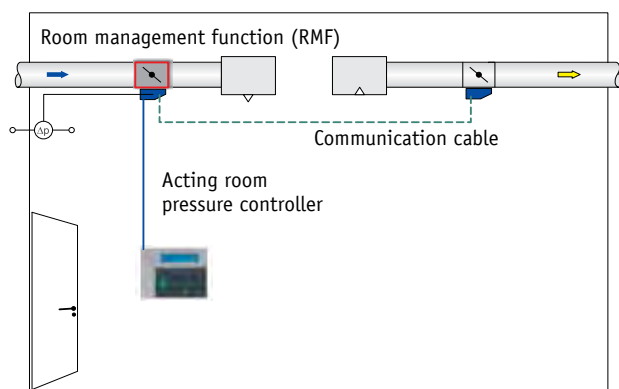 Room management function (RMF)
Δp
Communication cable
Acting room
pressure controller